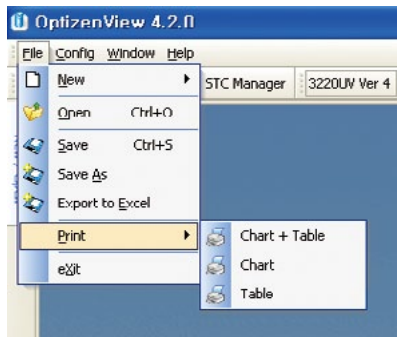 OptizenView 4.2.0
File Config Window Help
New
STC Manager
3220UV Ver 4
Open Ctrl+O
Save Ctrl+S
Save As
Export to Excel
Print
Chart + Table
eXit
Chart
Table